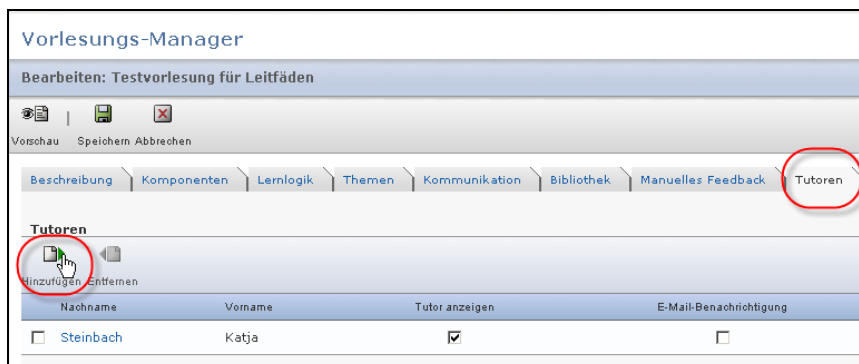 Vorlesungs-Manager
Bearbeiten: Testvorlesung für Leitfäden
Vorschau Speichern Abbrechen
Beschreibung Komponenten Lernlogik Themen Kommunikation Bibliothek Manuelles Feedback Tutoren
Tutoren
Hinzufügen Entfernen
Nachname Vorname Tutor anzeigen E-Mail-Benachrichtigung
Steinbach Katja